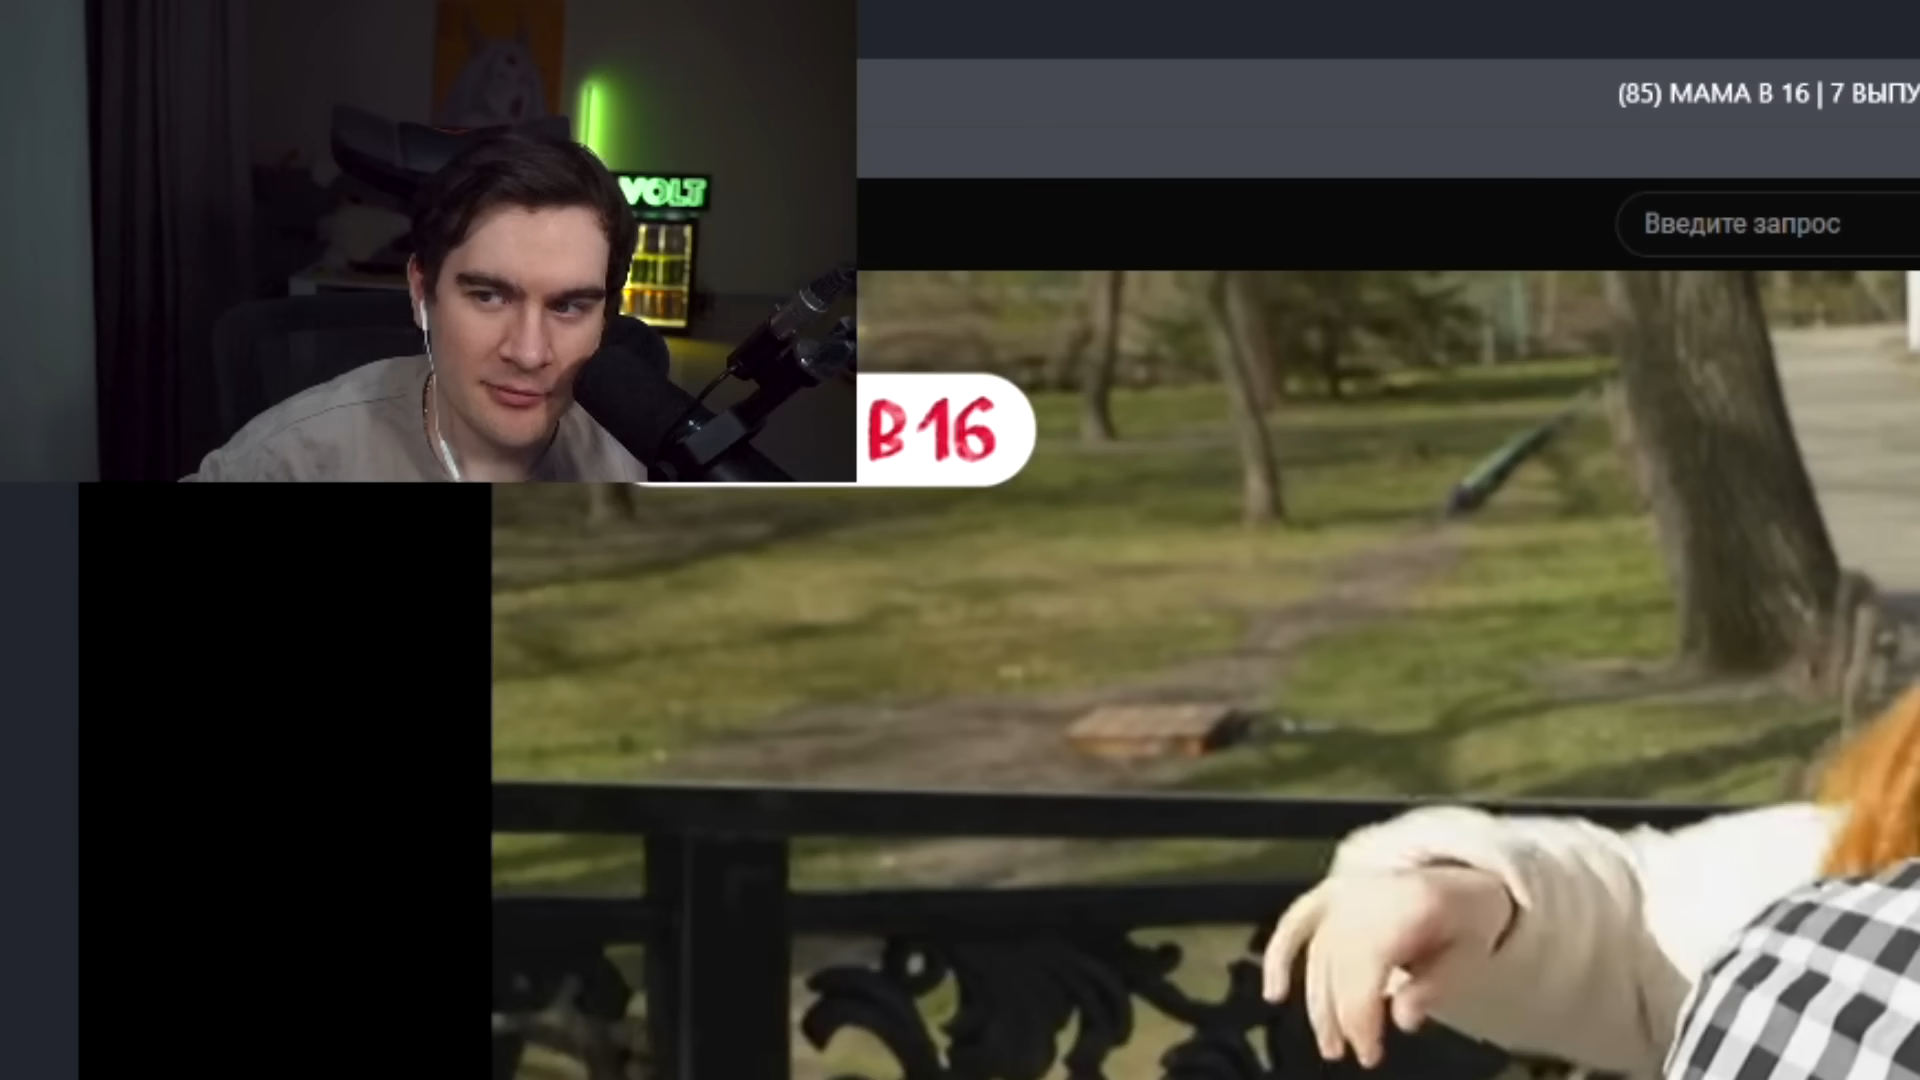 (85) МАМА В 16 | 7 ВЫПУ
VOLT
Введите запрос
В 16